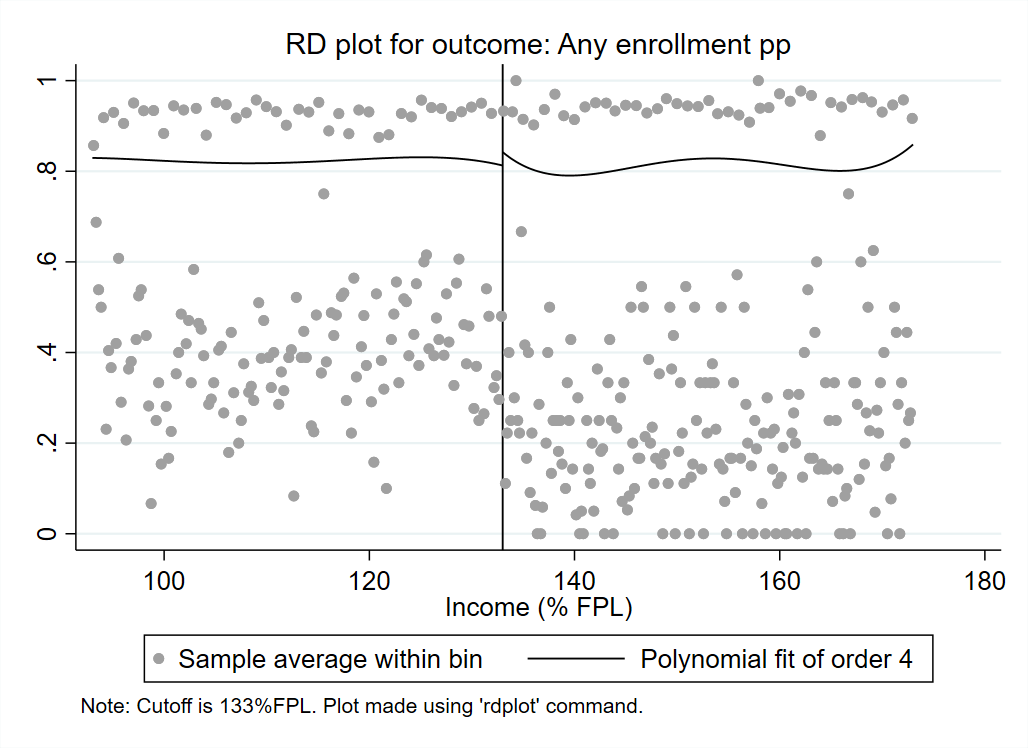 RD plot for outcome: Any enrollment pp
1
.8
.6
.4
.2
0
100 120 140 160 180
Income (% FPL)
Sample average within bin Polynomial fit of order 4
Note: Cutoff is 133%FPL. Plot made using 'rdplot' command.